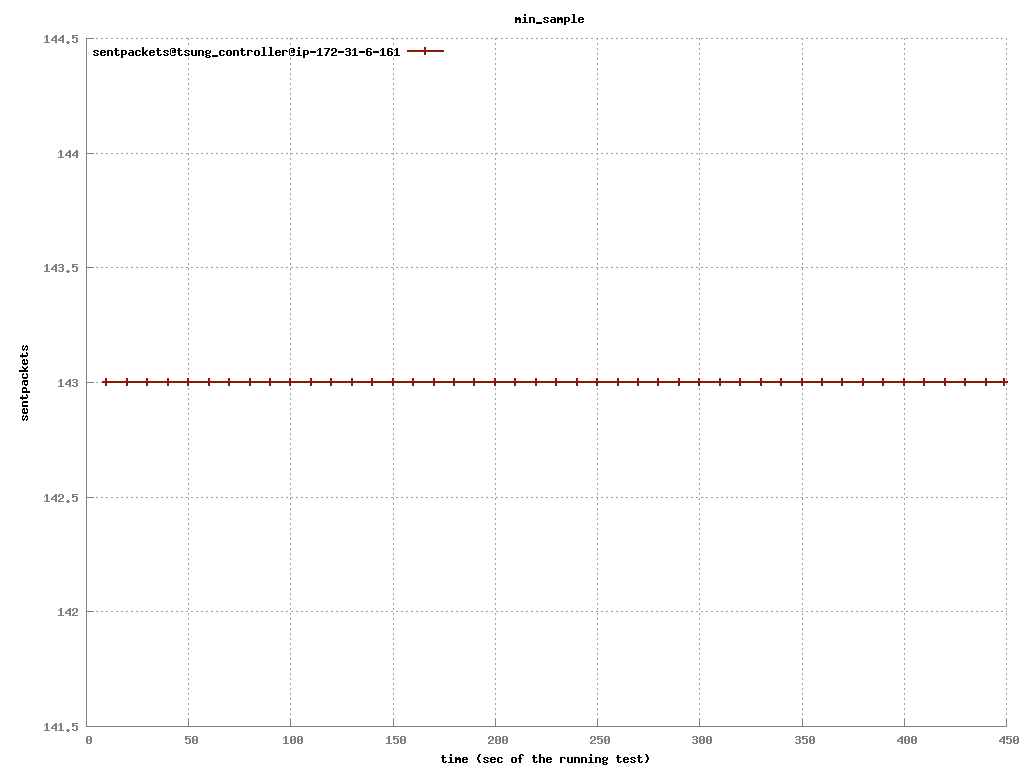 min_sample
144.5
sentpackets@tsung_controller@ip-172-31-6-161
144
143.5
sentpackets
143
142.5
142
141.5
0 50 100 150 200 250 300 350 400 450
time (sec of the running test)